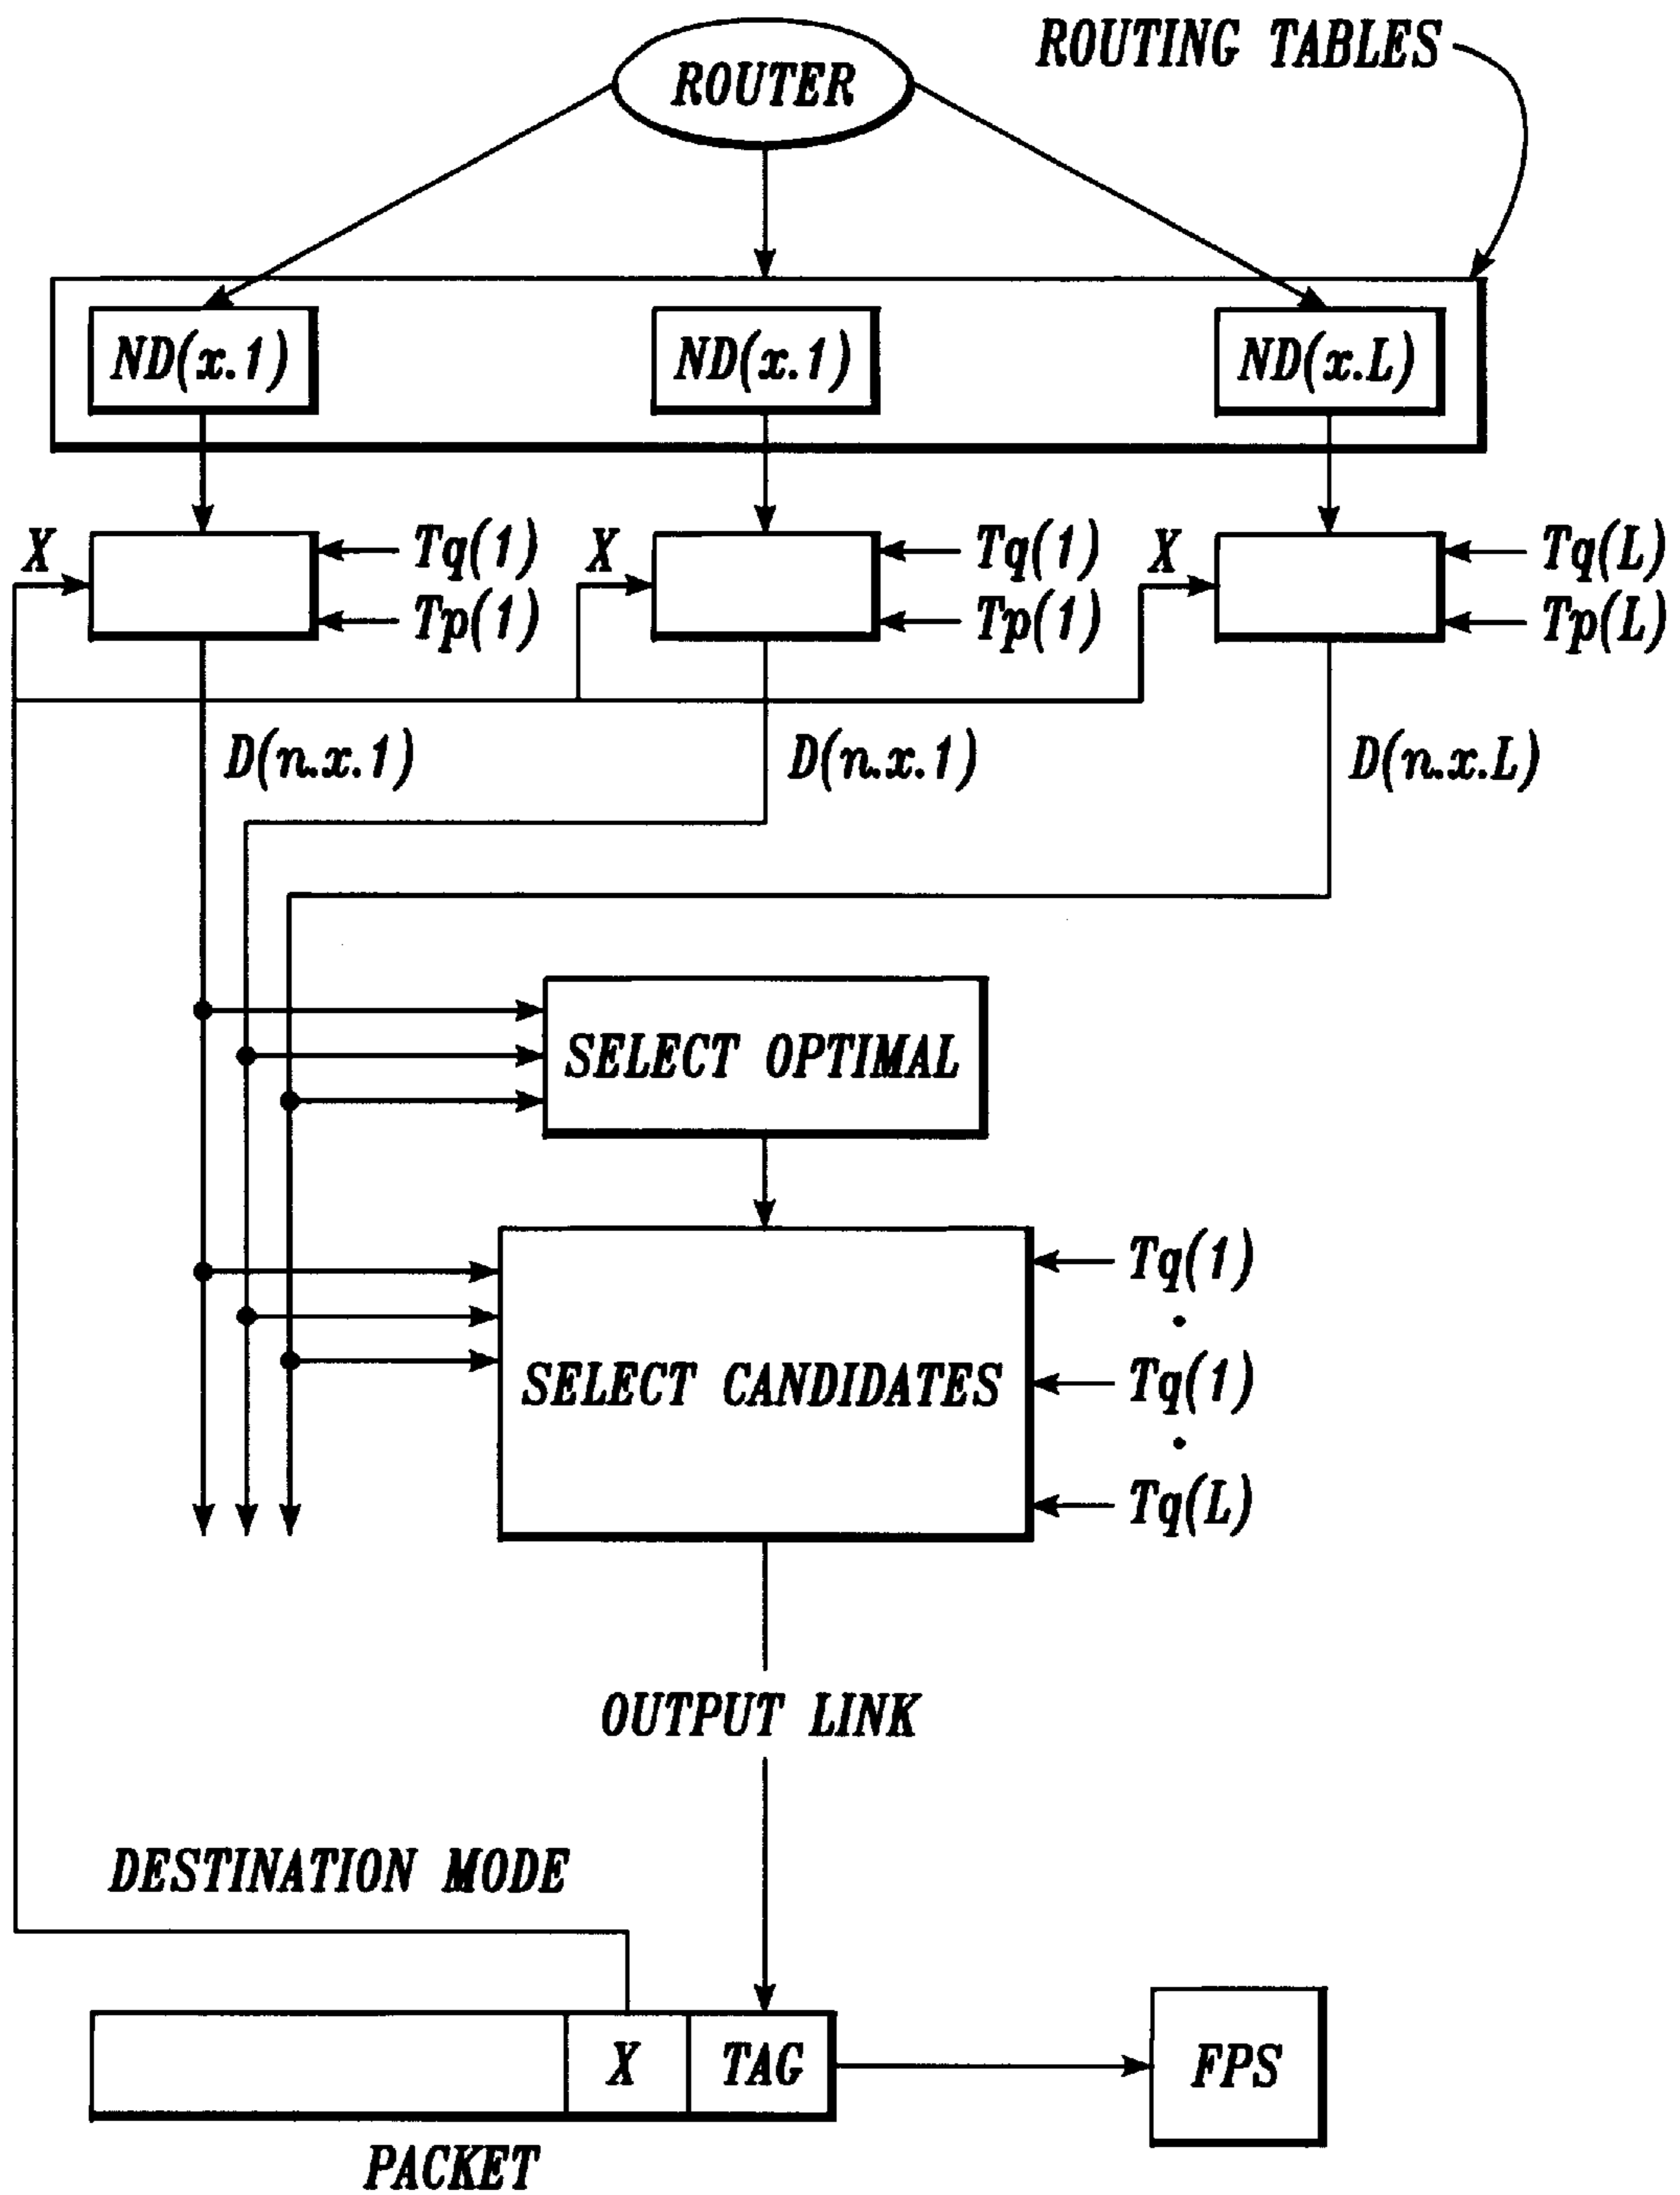 ROUTER
ROUTING TABLES
ND(x.1)
ND(x.1)
ND(x.L)
X
Tq(1)
Tp(1)
X
Tq(1)
Tp(1)
X
Tq(L)
Tp(L)
D(n.x.1)
D(n.x.1)
D(n.x.L)
SELECT OPTIMAL
SELECT CANDIDATES
Tq(1)
.
Tq(1)
.
Tq(L)
OUTPUT LINK
DESTINATION MODE
X
TAG
FPS
PACKET